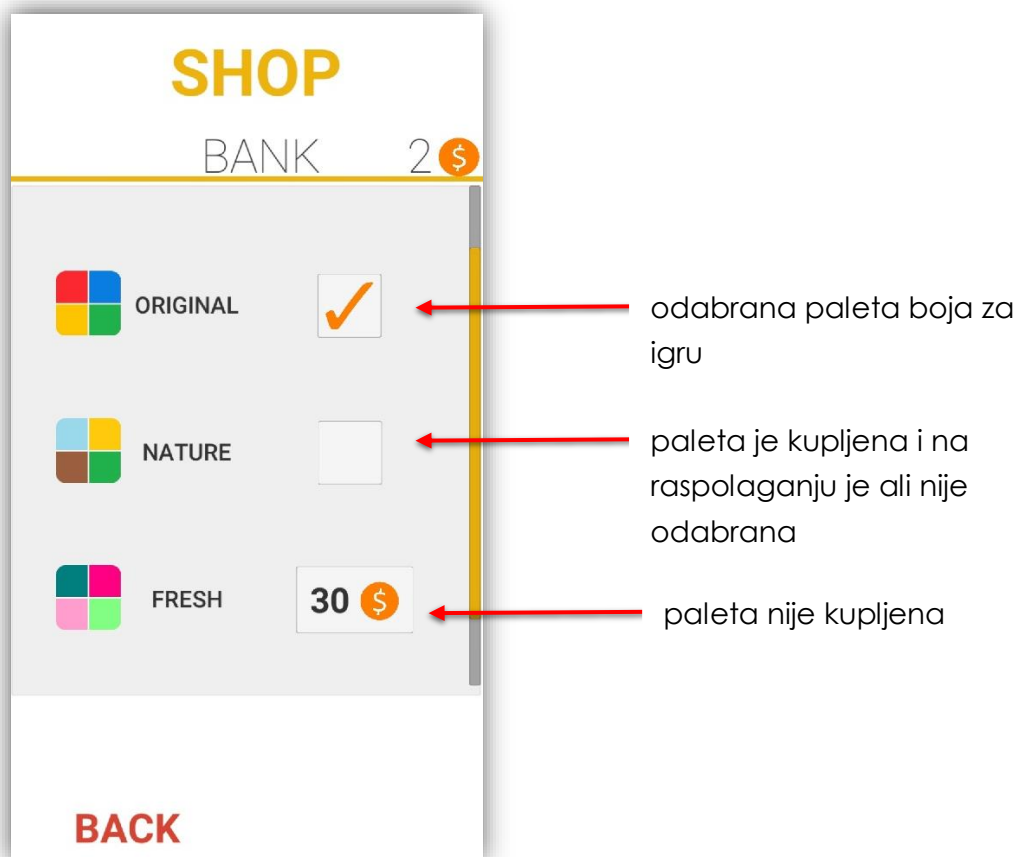 SHOP
BANK 2 $
ORIGINAL ✓
odabrana paleta boja za
igru
NATURE
paleta je kupljena i na
raspolaganju je ali nije
odabrana
FRESH 30 $
paleta nije kupljena
BACK